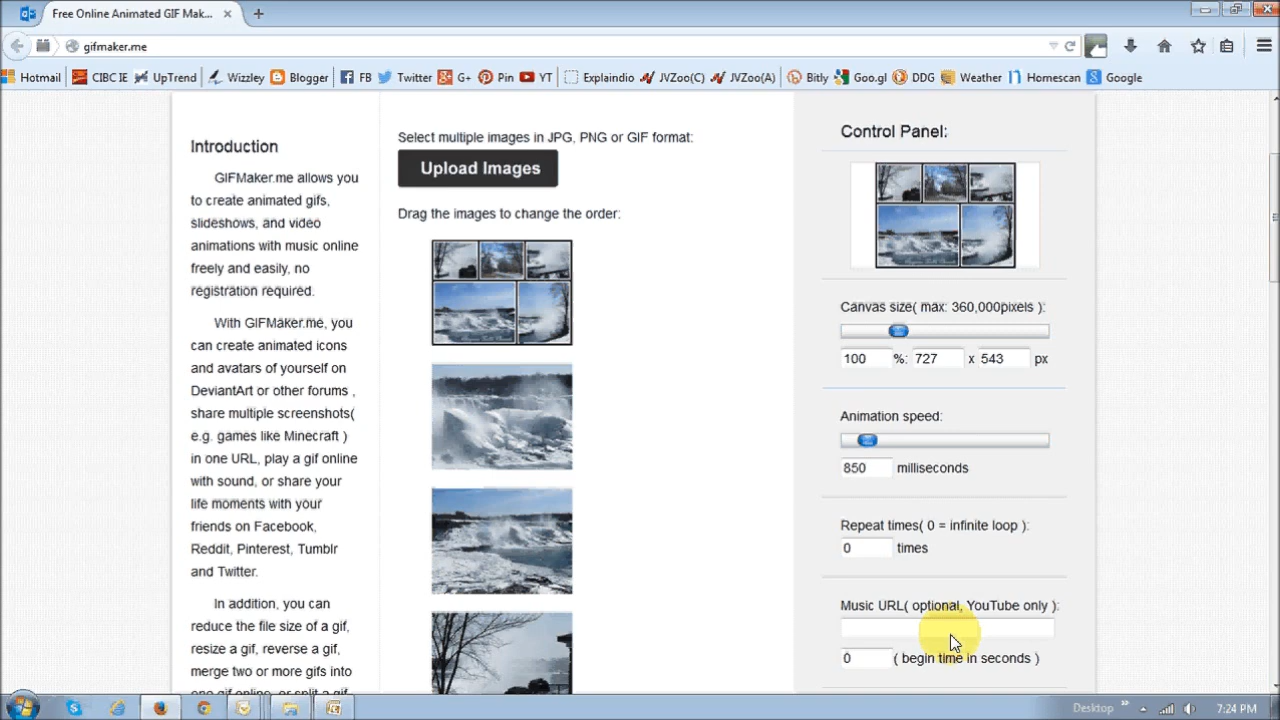 Free Online Animated GIF Mak...
gifmaker.me
Hotmail CIBC IE UpTrend Wizzley Blogger FB Twitter G+ Pin YT Explaindio JVZoo(C) JVZoo(A) Bitly Goo.gl DDG Weather Homescan Google
Introduction
GIFMaker.me allows you
to create animated gifs,
slideshows, and video
animations with music online
freely and easily, no
registration required.
With GIFMaker.me, you
can create animated icons
and avatars of yourself on
DeviantArt or other forums ,
share multiple screenshots(
e.g. games like Minecraft )
in one URL, play a gif online
with sound, or share your
life moments with your
friends on Facebook,
Reddit, Pinterest, Tumblr
and Twitter.
In addition, you can
reduce the file size of a gif,
resize a gif, reverse a gif,
merge two or more gifs into
one gif online, or split a gif
Select multiple images in JPG, PNG or GIF format:
Upload Images
Drag the images to change the order:
Control Panel:
Canvas size( max: 360,000pixels ):
100 %: 727 x 543 px
Animation speed:
850 milliseconds
Repeat times( 0 = infinite loop ):
0 times
Music URL( optional, YouTube only ):
0 ( begin time in seconds )
Desktop 7:24 PM